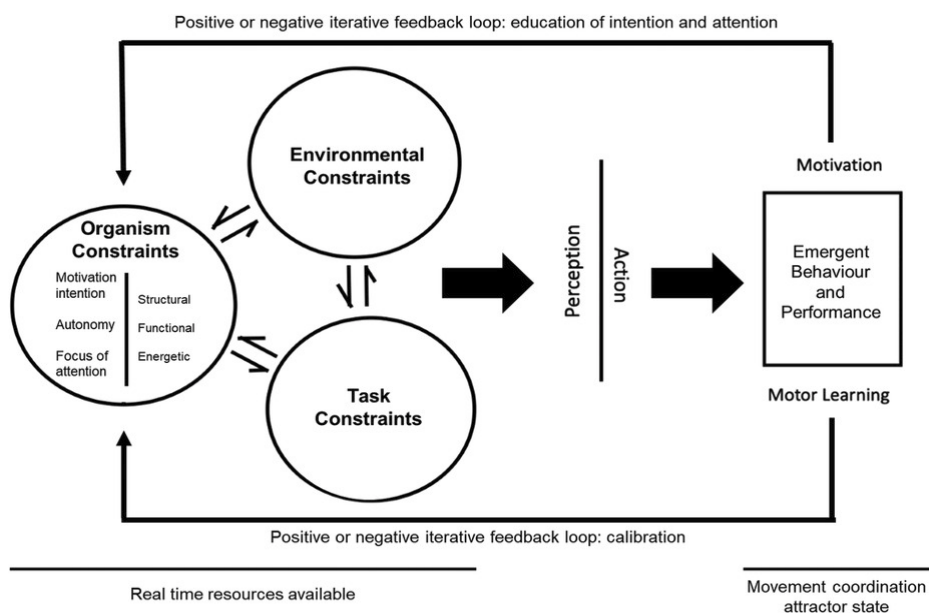 Positive or negative iterative feedback loop: education of intention and attention
Environmental
Constraints
Organism
Constraints
Motivation
intention
Autonomy
Focus of
attention
Structural
Functional
Energetic
Task
Constraints
Perception
Action
Motivation
Emergent
Behaviour
and
Performance
Motor Learning
Positive or negative iterative feedback loop: calibration
Real time resources available
Movement coordination
attractor state